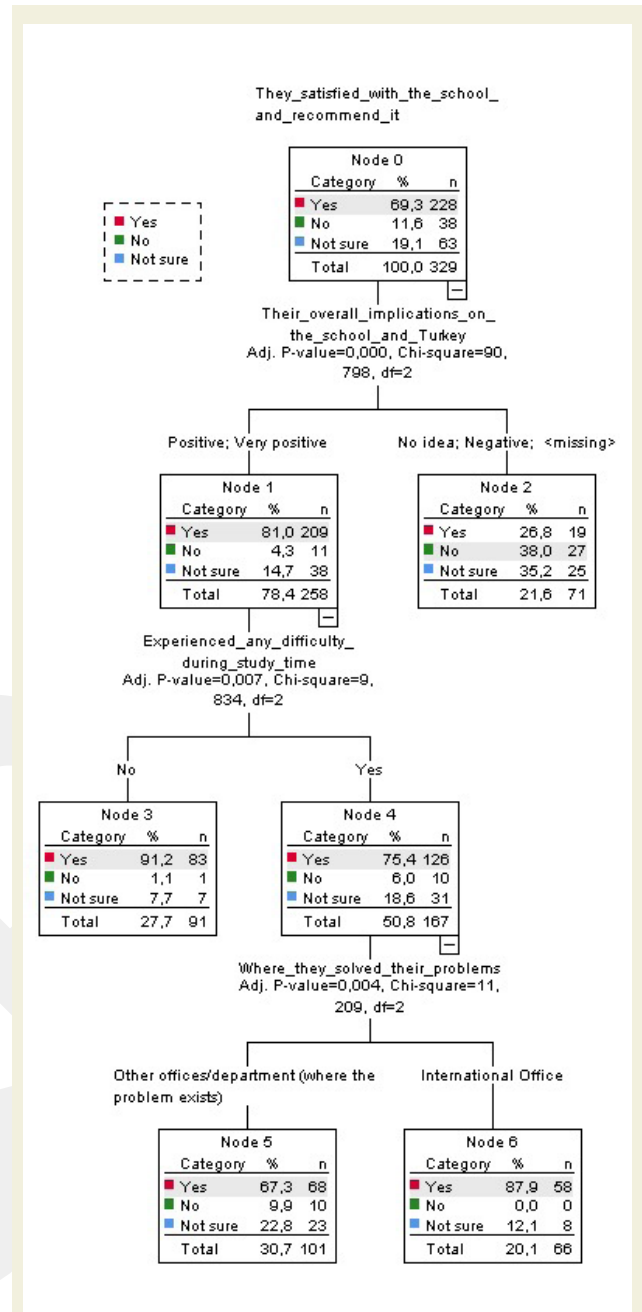 They_satisfied_with_the_school_
and_recommend_it
Node 0
Category % n
Yes 69,3 228
No 11,6 38
Not sure 19,1 63
Total 100,0 329
Yes
No
Not sure
Their_overall_implications_on_
the_school_and_Turkey
Adj. P-value=0,000, Chi-square=90,
798, df=2
Positive; Very positive
No idea; Negative; <missing>
Node 1
Category % n
Yes 81,0 209
No 4,3 11
Not sure 14,7 38
Total 78,4 258
Node 2
Category % n
Yes 26,8 19
No 38,0 27
Not sure 35,2 25
Total 21,6 71
Experienced_any_difficulty_
during_study_time
Adj. P-value=0,007, Chi-square=9,
834, df=2
No
Yes
Node 3
Category % n
Yes 91,2 83
No 1,1 1
Not sure 7,7 7
Total 27,7 91
Node 4
Category % n
Yes 75,4 126
No 6,0 10
Not sure 18,6 31
Total 50,8 167
Where_they_solved_their_problems
Adj. P-value=0,004, Chi-square=11,
209, df=2
Other offices/department (where the
problem exists)
International Office
Node 5
Category % n
Yes 67,3 68
No 9,9 10
Not sure 22,8 23
Total 30,7 101
Node 6
Category % n
Yes 87,9 58
No 0,0 0
Not sure 12,1 8
Total 20,1 66